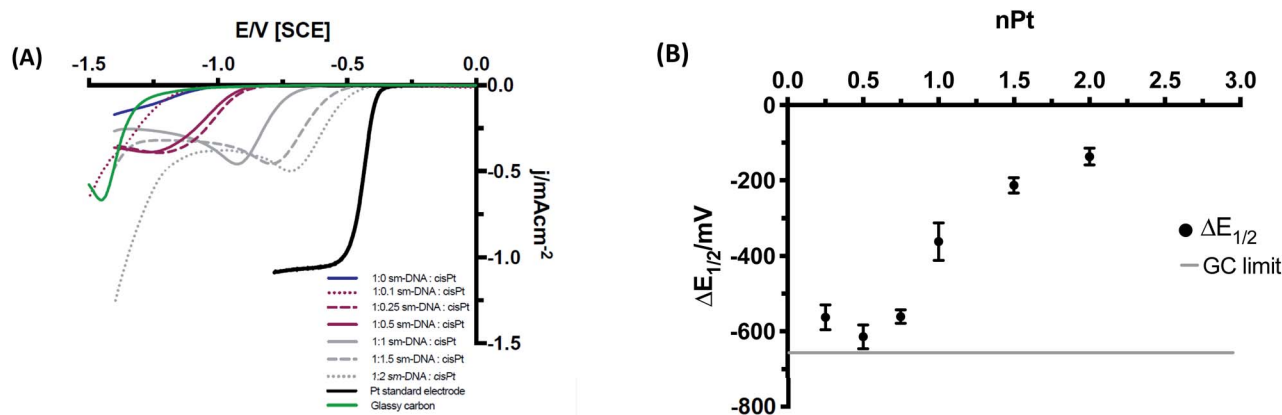 (A)
E/V [SCE]
-1.5 -1.0 -0.5 0.0
0.0
-0.5
-1.0
-1.5
j/mAcm-2
1:0 sm-DNA : cisPt
1:0.1 sm-DNA : cisPt
1:0.25 sm-DNA : cisPt
1:0.5 sm-DNA : cisPt
1:1 sm-DNA : cisPt
1:1.5 sm-DNA : cisPt
1:2 sm-DNA : cisPt
Pt standard electrode
Glassy carbon
(B)
nPt
0.0 0.5 1.0 1.5 2.0 2.5 3.0
0
-200
-400
-600
-800
ΔE1/2/mV
ΔE1/2
GC limit